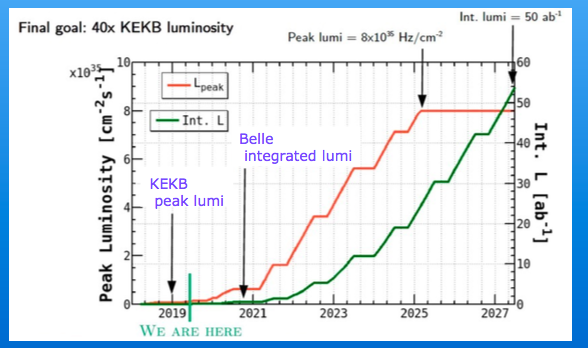 Final goal: 40x KEKB luminosity
Int. lumi = 50 ab⁻¹
Peak lumi = 8x10³⁵ Hz/cm⁻²
x10³⁵
Peak Luminosity [cm⁻²s⁻¹]
10
8
6
4
2
0
L_peak
Int. L
KEKB
peak lumi
Belle
integrated lumi
60
50
40
30
20
10
0
Int. L [ab⁻¹]
2019
2021
2023
2025
2027
WE ARE HERE